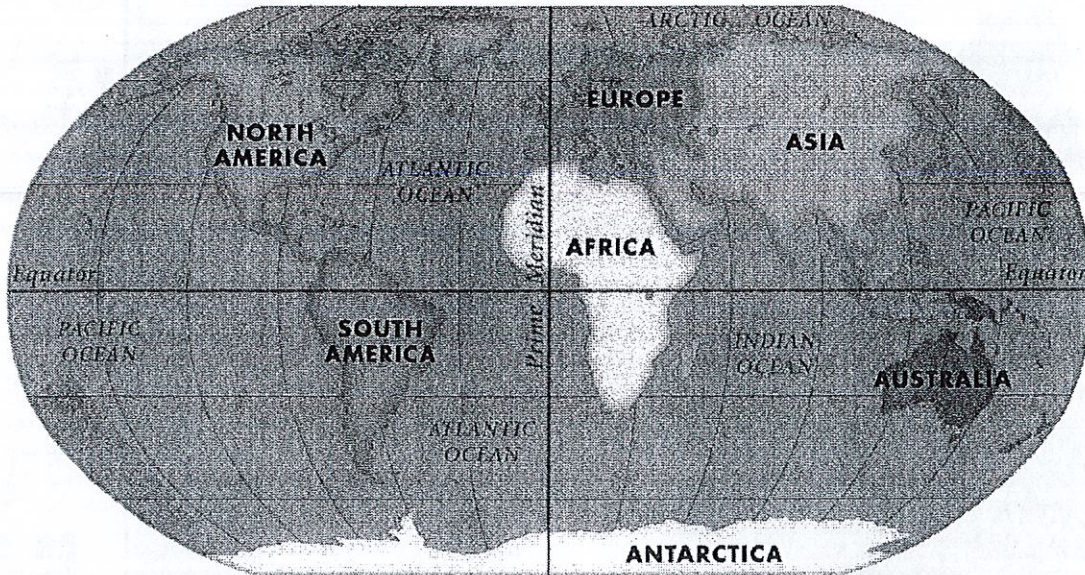 ARCTIC OCEAN
EUROPE
NORTH
AMERICA
ASIA
ATLANTIC
OCEAN
PACIFIC
OCEAN
AFRICA
Prime Meridian
Equator
Equator
PACIFIC
OCEAN
SOUTH
AMERICA
INDIAN
OCEAN
AUSTRALIA
ATLANTIC
OCEAN
ANTARCTICA